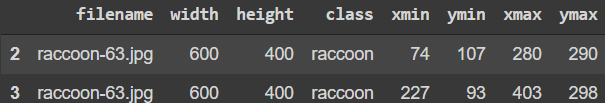 filename width height class xmin ymin xmax ymax
2 raccoon-63.jpg 600 400 raccoon 74 107 280 290
3 raccoon-63.jpg 600 400 raccoon 227 93 403 298